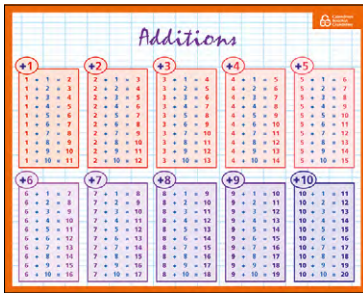 Additions
+1
1 + 1 = 2
1 + 2 = 3
1 + 3 = 4
1 + 4 = 5
1 + 5 = 6
1 + 6 = 7
1 + 7 = 8
1 + 8 = 9
1 + 9 = 10
1 + 10 = 11
+2
2 + 1 = 3
2 + 2 = 4
2 + 3 = 5
2 + 4 = 6
2 + 5 = 7
2 + 6 = 8
2 + 7 = 9
2 + 8 = 10
2 + 9 = 11
2 + 10 = 12
+3
3 + 1 = 4
3 + 2 = 5
3 + 3 = 6
3 + 4 = 7
3 + 5 = 8
3 + 6 = 9
3 + 7 = 10
3 + 8 = 11
3 + 9 = 12
3 + 10 = 13
+4
4 + 1 = 5
4 + 2 = 6
4 + 3 = 7
4 + 4 = 8
4 + 5 = 9
4 + 6 = 10
4 + 7 = 11
4 + 8 = 12
4 + 9 = 13
4 + 10 = 14
+5
5 + 1 = 6
5 + 2 = 7
5 + 3 = 8
5 + 4 = 9
5 + 5 = 10
5 + 6 = 11
5 + 7 = 12
5 + 8 = 13
5 + 9 = 14
5 + 10 = 15
+6
6 + 1 = 7
6 + 2 = 8
6 + 3 = 9
6 + 4 = 10
6 + 5 = 11
6 + 6 = 12
6 + 7 = 13
6 + 8 = 14
6 + 9 = 15
6 + 10 = 16
+7
7 + 1 = 8
7 + 2 = 9
7 + 3 = 10
7 + 4 = 11
7 + 5 = 12
7 + 6 = 13
7 + 7 = 14
7 + 8 = 15
7 + 9 = 16
7 + 10 = 17
+8
8 + 1 = 9
8 + 2 = 10
8 + 3 = 11
8 + 4 = 12
8 + 5 = 13
8 + 6 = 14
8 + 7 = 15
8 + 8 = 16
8 + 9 = 17
8 + 10 = 18
+9
9 + 1 = 10
9 + 2 = 11
9 + 3 = 12
9 + 4 = 13
9 + 5 = 14
9 + 6 = 15
9 + 7 = 16
9 + 8 = 17
9 + 9 = 18
9 + 10 = 19
+10
10 + 1 = 11
10 + 2 = 12
10 + 3 = 13
10 + 4 = 14
10 + 5 = 15
10 + 6 = 16
10 + 7 = 17
10 + 8 = 18
10 + 9 = 19
10 + 10 = 20